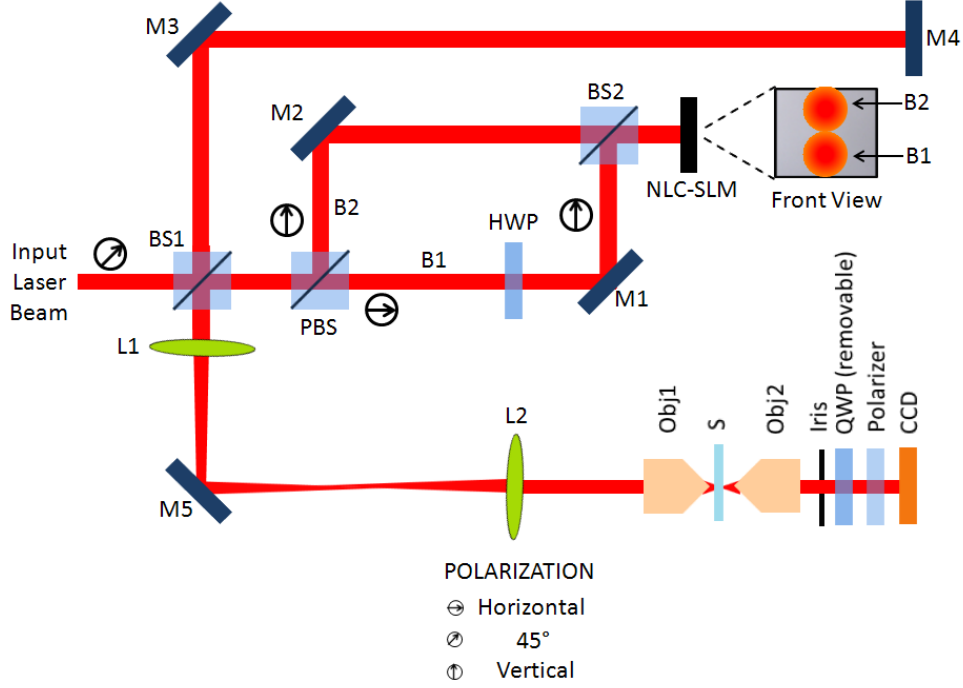 M3
M4
M2
BS2
B2
B1
NLC-SLM
Front View
B2
HWP
BS1
Input
Laser
Beam
B1
M1
PBS
L1
L2
Obj1
S
Obj2
Iris
QWP (removable)
Polarizer
CCD
M5
POLARIZATION
Horizontal
45°
Vertical